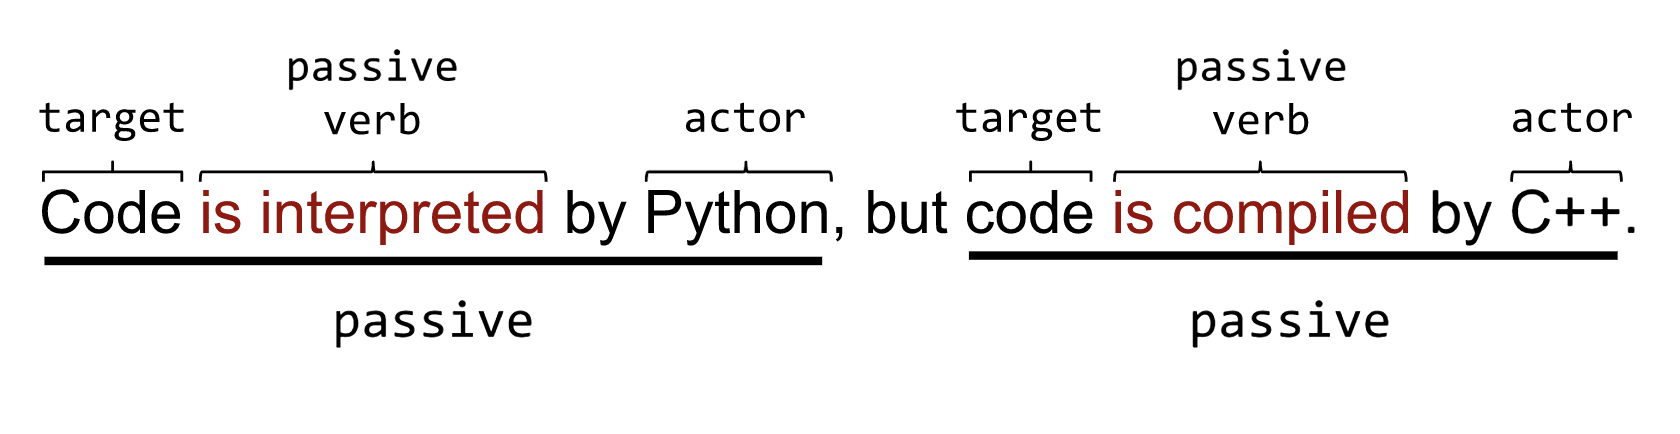 passive passive
target verb actor target verb actor
Code is interpreted by Python, but code is compiled by C++.
passive passive